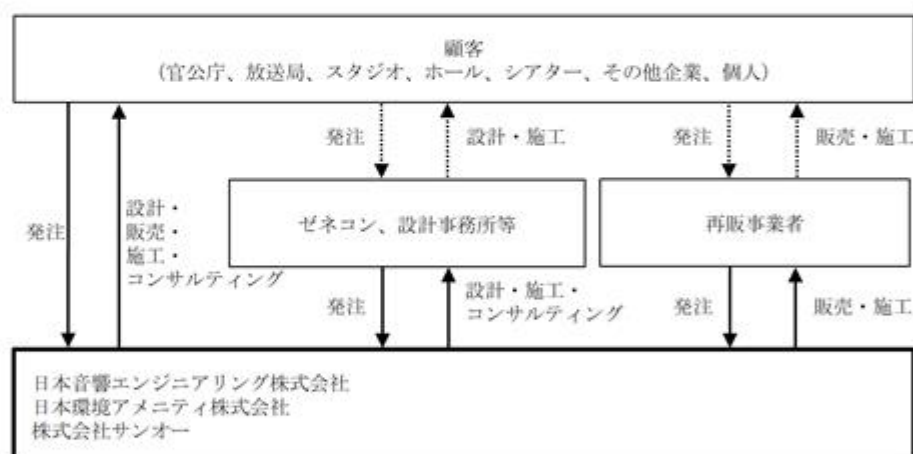 顧客
(官公庁、放送局、スタジオ、ホール、シアター、その他企業、個人)
発注
設計・施工
発注
販売・施工
設計・
販売・
施工・
コンサルティング
発注
ゼネコン、設計事務所等
再販事業者
発注
設計・施工・
コンサルティング
発注
販売・施工
日本音響エンジニアリング株式会社
日本環境アメニティ株式会社
株式会社サンオー